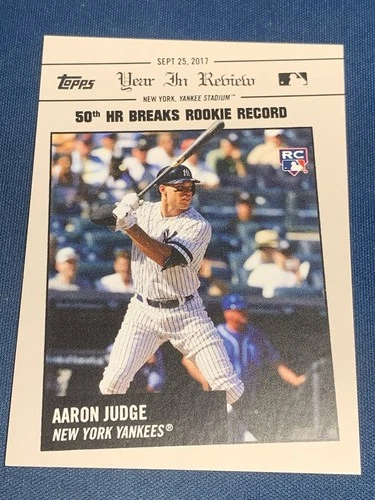 SEPT 25, 2017
Topps Year In Review
NEW YORK, YANKEE STADIUM™
50th HR BREAKS ROOKIE RECORD
RC
AARON JUDGE
NEW YORK YANKEES®